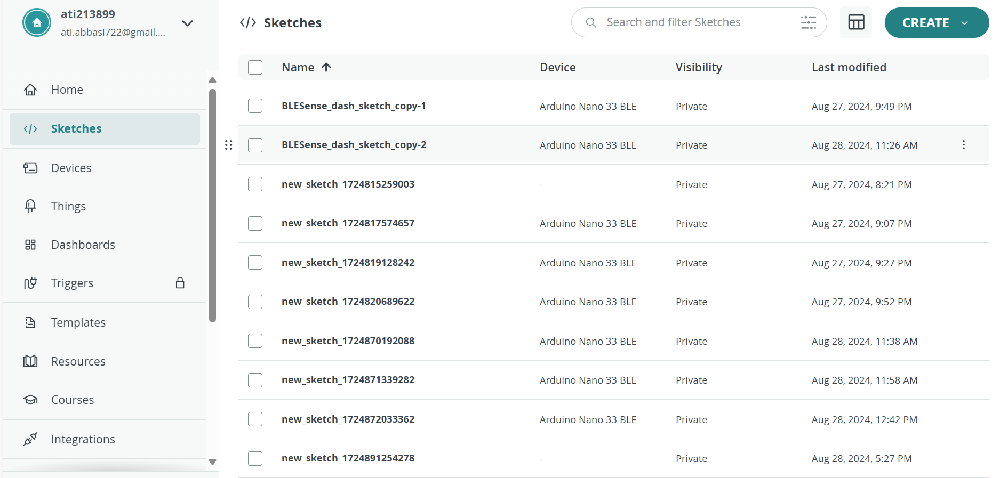 ati213899
ati.abbasi722@gmail....
Home
Sketches
Devices
Things
Dashboards
Triggers
Templates
Resources
Courses
Integrations
</> Sketches
Search and filter Sketches
CREATE
Name Device Visibility Last modified
BLESense_dash_sketch_copy-1 Arduino Nano 33 BLE Private Aug 27, 2024, 9:49 PM
BLESense_dash_sketch_copy-2 Arduino Nano 33 BLE Private Aug 28, 2024, 11:26 AM
new_sketch_1724815259003 - Private Aug 27, 2024, 8:21 PM
new_sketch_1724817574657 Arduino Nano 33 BLE Private Aug 27, 2024, 9:07 PM
new_sketch_1724819128242 Arduino Nano 33 BLE Private Aug 27, 2024, 9:27 PM
new_sketch_1724820689622 Arduino Nano 33 BLE Private Aug 27, 2024, 9:52 PM
new_sketch_1724870192088 Arduino Nano 33 BLE Private Aug 28, 2024, 11:38 AM
new_sketch_1724871339282 Arduino Nano 33 BLE Private Aug 28, 2024, 11:58 AM
new_sketch_1724872033362 Arduino Nano 33 BLE Private Aug 28, 2024, 12:42 PM
new_sketch_1724891254278 - Private Aug 28, 2024, 5:27 PM